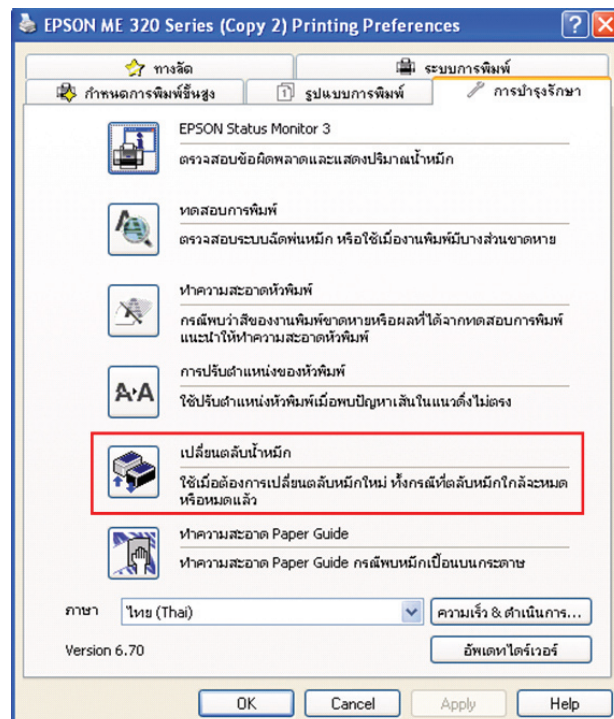 EPSON ME 320 Series (Copy 2) Printing Preferences
ทางลัด
ระบบการพิมพ์
กำหนดการพิมพ์ขั้นสูง
รูปแบบการพิมพ์
การบำรุงรักษา
EPSON Status Monitor 3
ตรวจสอบข้อผิดพลาดและแสดงปริมาณน้ำหมึก
ทดสอบการพิมพ์
ตรวจสอบระบบฉีดพ่นหมึก หรือใช้เมื่องานพิมพ์มีบางส่วนขาดหาย
ทำความสะอาดหัวพิมพ์
กรณีพบว่าสีของงานพิมพ์ขาดหายหรือผลที่ได้จากทดสอบการพิมพ์
แนะนำให้ทำความสะอาดหัวพิมพ์
การปรับตำแหน่งของหัวพิมพ์
ใช้ปรับตำแหน่งหัวพิมพ์เมื่อพบปัญหาเส้นในแนวดิ่งไม่ตรง
เปลี่ยนตลับน้ำหมึก
ใช้เมื่อต้องการเปลี่ยนตลับหมึกใหม่ ทั้งกรณีที่ตลับหมึกใกล้จะหมด
หรือหมดแล้ว
ทำความสะอาด Paper Guide
ทำความสะอาด Paper Guide กรณีพบหมึกเปื้อนบนกระดาษ
ภาษา
ไทย (Thai)
ความเร็ว & ดำเนินการ...
Version 6.70
อัพเดทไดร์เวอร์
OK
Cancel
Apply
Help